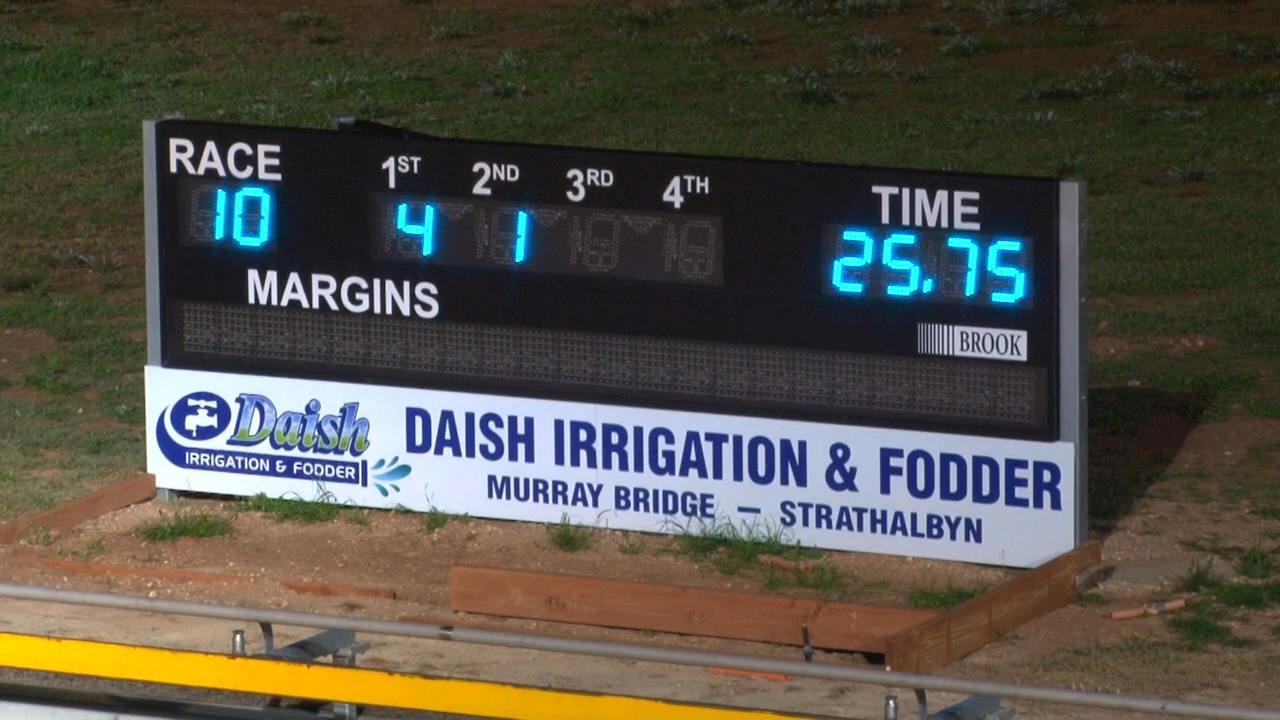 RACE 1ST 2ND 3RD 4TH TIME
10 4 1 25.75
MARGINS
BROOK
Daish
IRRIGATION & FODDER
DAISH IRRIGATION & FODDER
MURRAY BRIDGE — STRATHALBYN